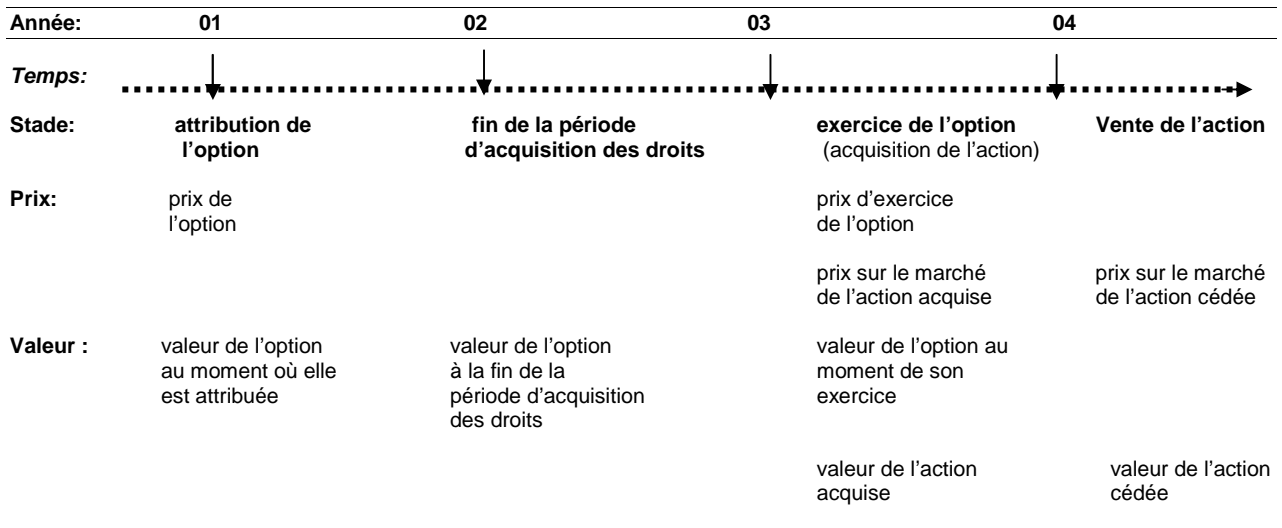 Année: 01 02 03 04
Temps:
Stade: attribution de fin de la période exercice de l’option Vente de l’action
l’option d’acquisition des droits (acquisition de l’action)
Prix: prix de prix d’exercice
l’option de l’option
prix sur le marché prix sur le marché
de l’action acquise de l’action cédée
Valeur : valeur de l’option valeur de l’option valeur de l’option au
au moment où elle à la fin de la moment de son
est attribuée période d’acquisition exercice
des droits
valeur de l’action valeur de l’action
acquise cédée